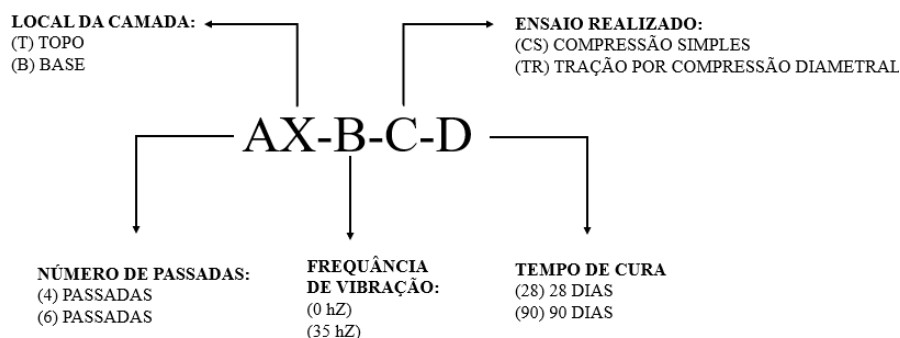 LOCAL DA CAMADA:
(T) TOPO
(B) BASE
ENSAIO REALIZADO:
(CS) COMPRESSÃO SIMPLES
(TR) TRAÇÃO POR COMPRESSÃO DIAMETRAL
AX-B-C-D
NÚMERO DE PASSADAS:
(4) PASSADAS
(6) PASSADAS
FREQUÂNCIA
DE VIBRAÇÃO:
(0 hZ)
(35 hZ)
TEMPO DE CURA
(28) 28 DIAS
(90) 90 DIAS